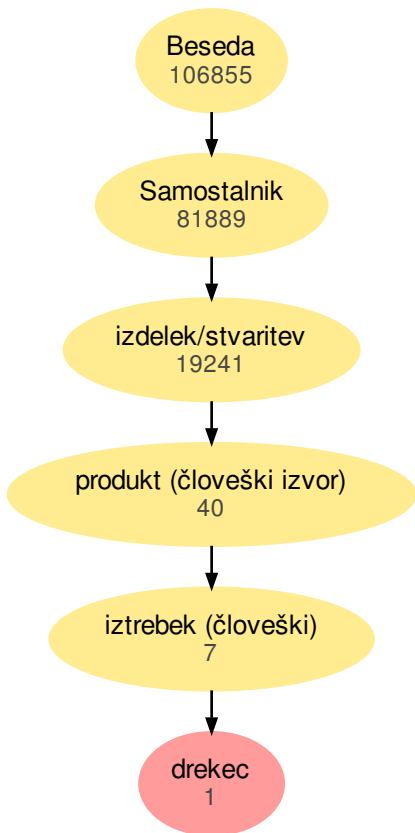 Beseda
106855
Samostalnik
81889
izdelek/stvaritev
19241
produkt (človeški izvor)
40
iztrebek (človeški)
7
drekec
1